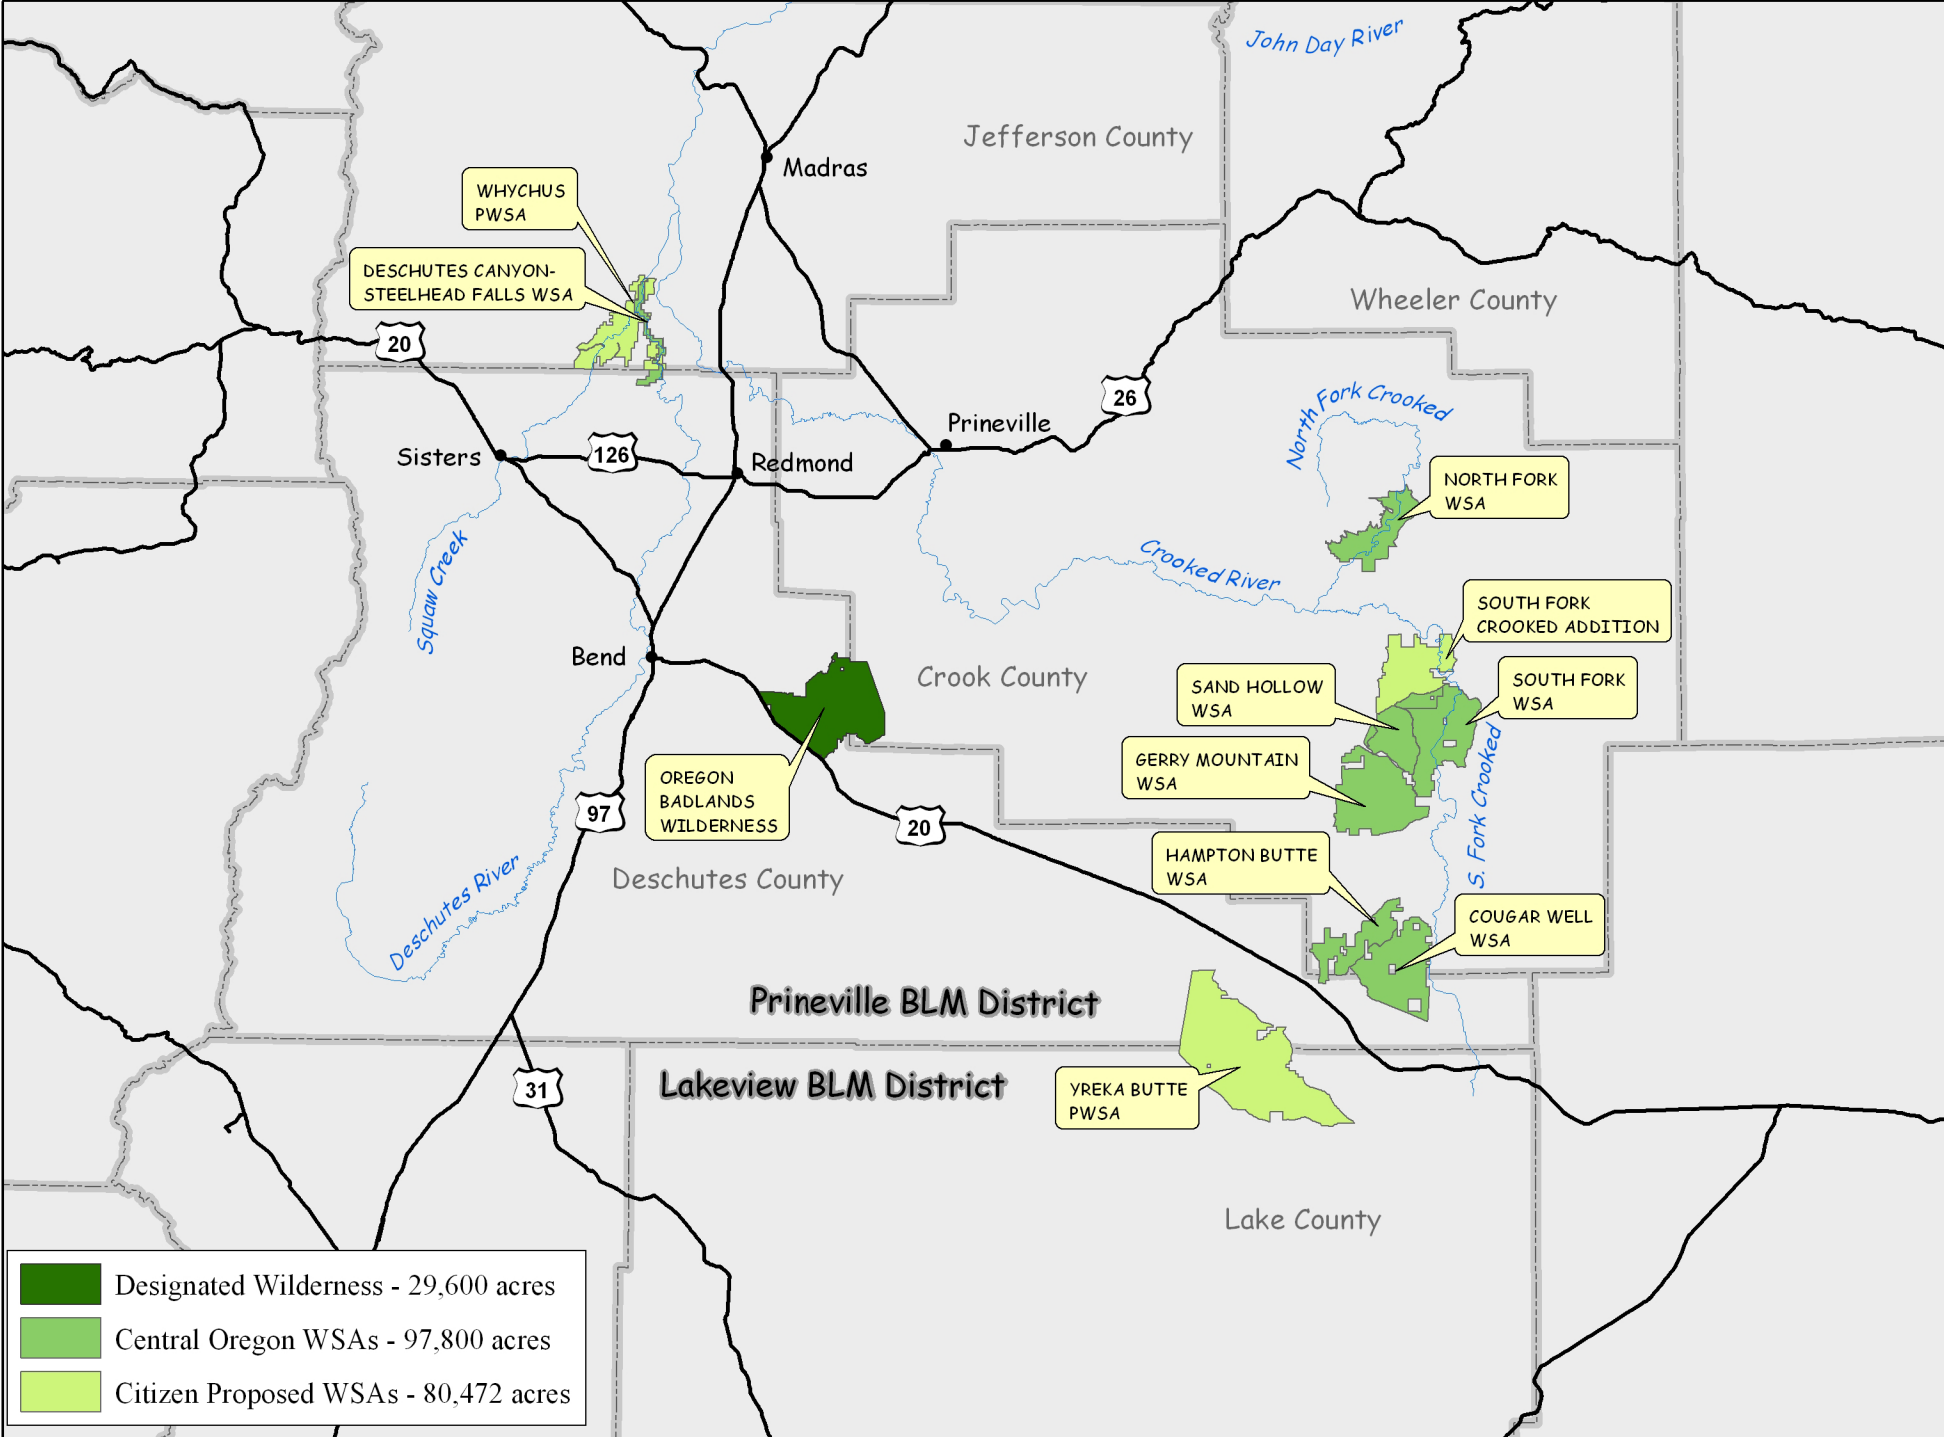 John Day River
Jefferson County
Madras
WHYCHUS
PWSA
DESCHUTES CANYON-
STEELHEAD FALLS WSA
Wheeler County
20
26
North Fork Crooked
Prineville
Sisters
126
Redmond
NORTH FORK
WSA
Squaw Creek
Crooked River
SOUTH FORK
CROOKED ADDITION
Bend
Crook County
SAND HOLLOW
WSA
SOUTH FORK
WSA
GERRY MOUNTAIN
WSA
OREGON
BADLANDS
WILDERNESS
97
20
S. Fork Crooked
HAMPTON BUTTE
WSA
Deschutes County
Deschutes River
COUGAR WELL
WSA
Prineville BLM District
Lakeview BLM District
31
YREKA BUTTE
PWSA
Lake County
Designated Wilderness - 29,600 acres
Central Oregon WSAs - 97,800 acres
Citizen Proposed WSAs - 80,472 acres